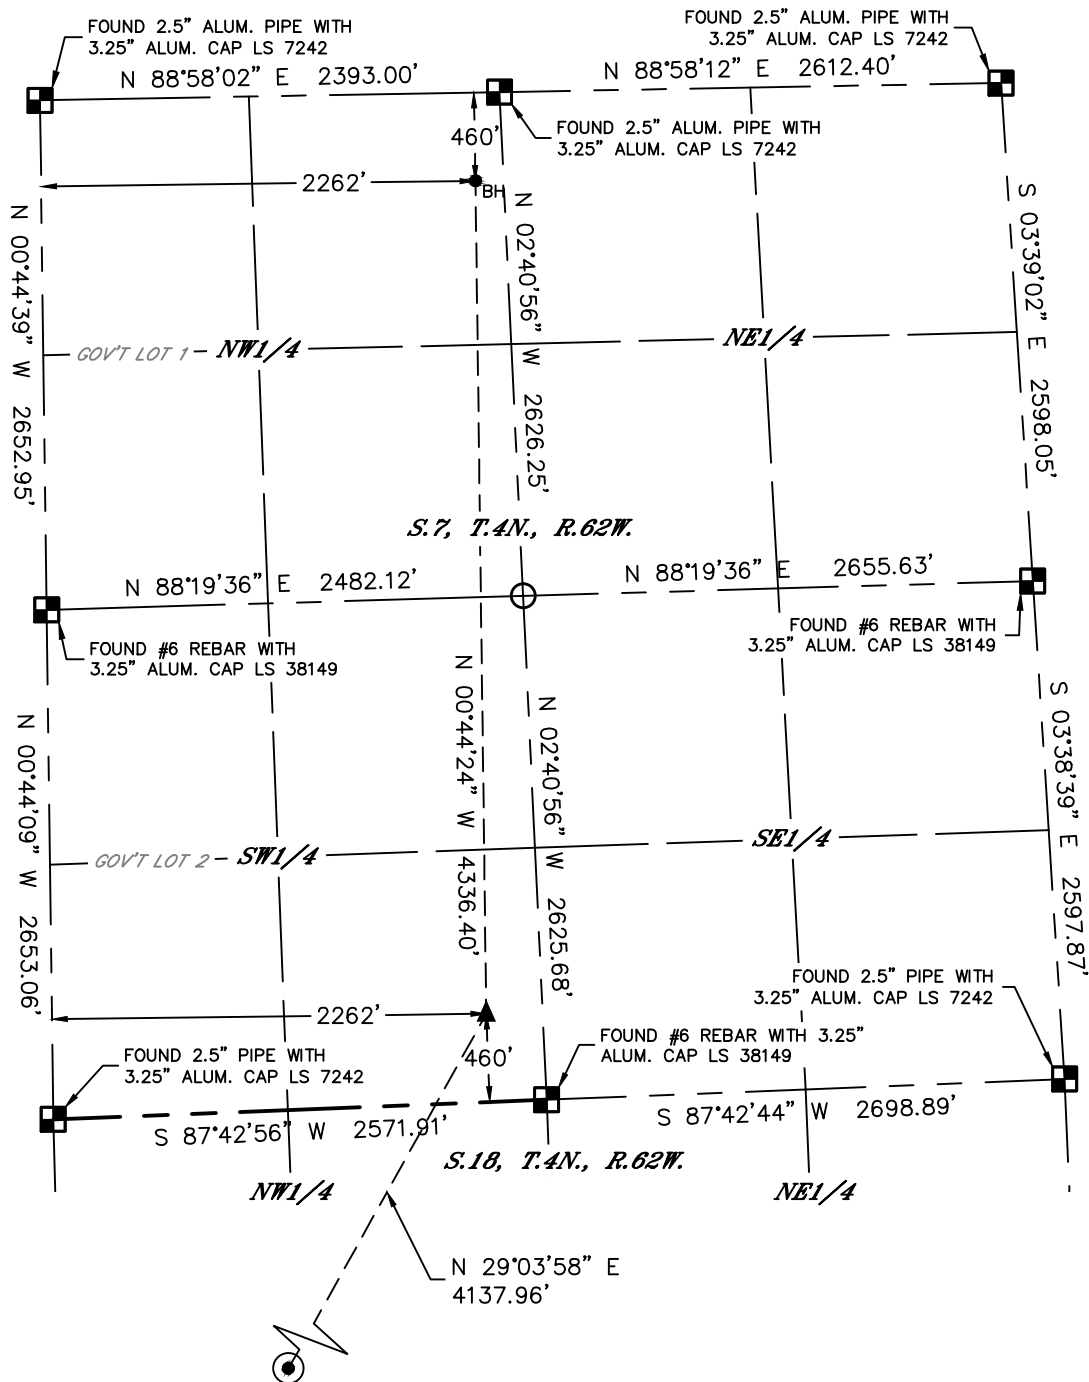 FOUND 2.5" ALUM. PIPE WITH
3.25" ALUM. CAP LS 7242
FOUND 2.5" ALUM. PIPE WITH
3.25" ALUM. CAP LS 7242
N 88°58'02" E 2393.00'
N 88°58'12" E 2612.40'
460'
FOUND 2.5" ALUM. PIPE WITH
3.25" ALUM. CAP LS 7242
2262'
BH
N 00°44'39" W 2652.95'
N 02°40'56" W 2626.25'
S 03°39'02" E 2598.05'
GOV'T LOT 1
NW1/4
NE1/4
S.7, T.4N., R.62W.
N 88°19'36" E 2482.12'
N 88°19'36" E 2655.63'
FOUND #6 REBAR WITH
3.25" ALUM. CAP LS 38149
FOUND #6 REBAR WITH
3.25" ALUM. CAP LS 38149
N 00°44'09" W 2653.06'
N 00°44'24" W 4336.40'
N 02°40'56" W 2625.68'
S 03°38'39" E 2597.87'
GOV'T LOT 2
SW1/4
SE1/4
FOUND 2.5" PIPE WITH
3.25" ALUM. CAP LS 7242
2262'
460'
FOUND #6 REBAR WITH 3.25"
ALUM. CAP LS 38149
FOUND 2.5" PIPE WITH
3.25" ALUM. CAP LS 7242
S 87°42'56" W 2571.91'
S 87°42'44" W 2698.89'
S.18, T.4N., R.62W.
NW1/4
NE1/4
N 29°03'58" E
4137.96'